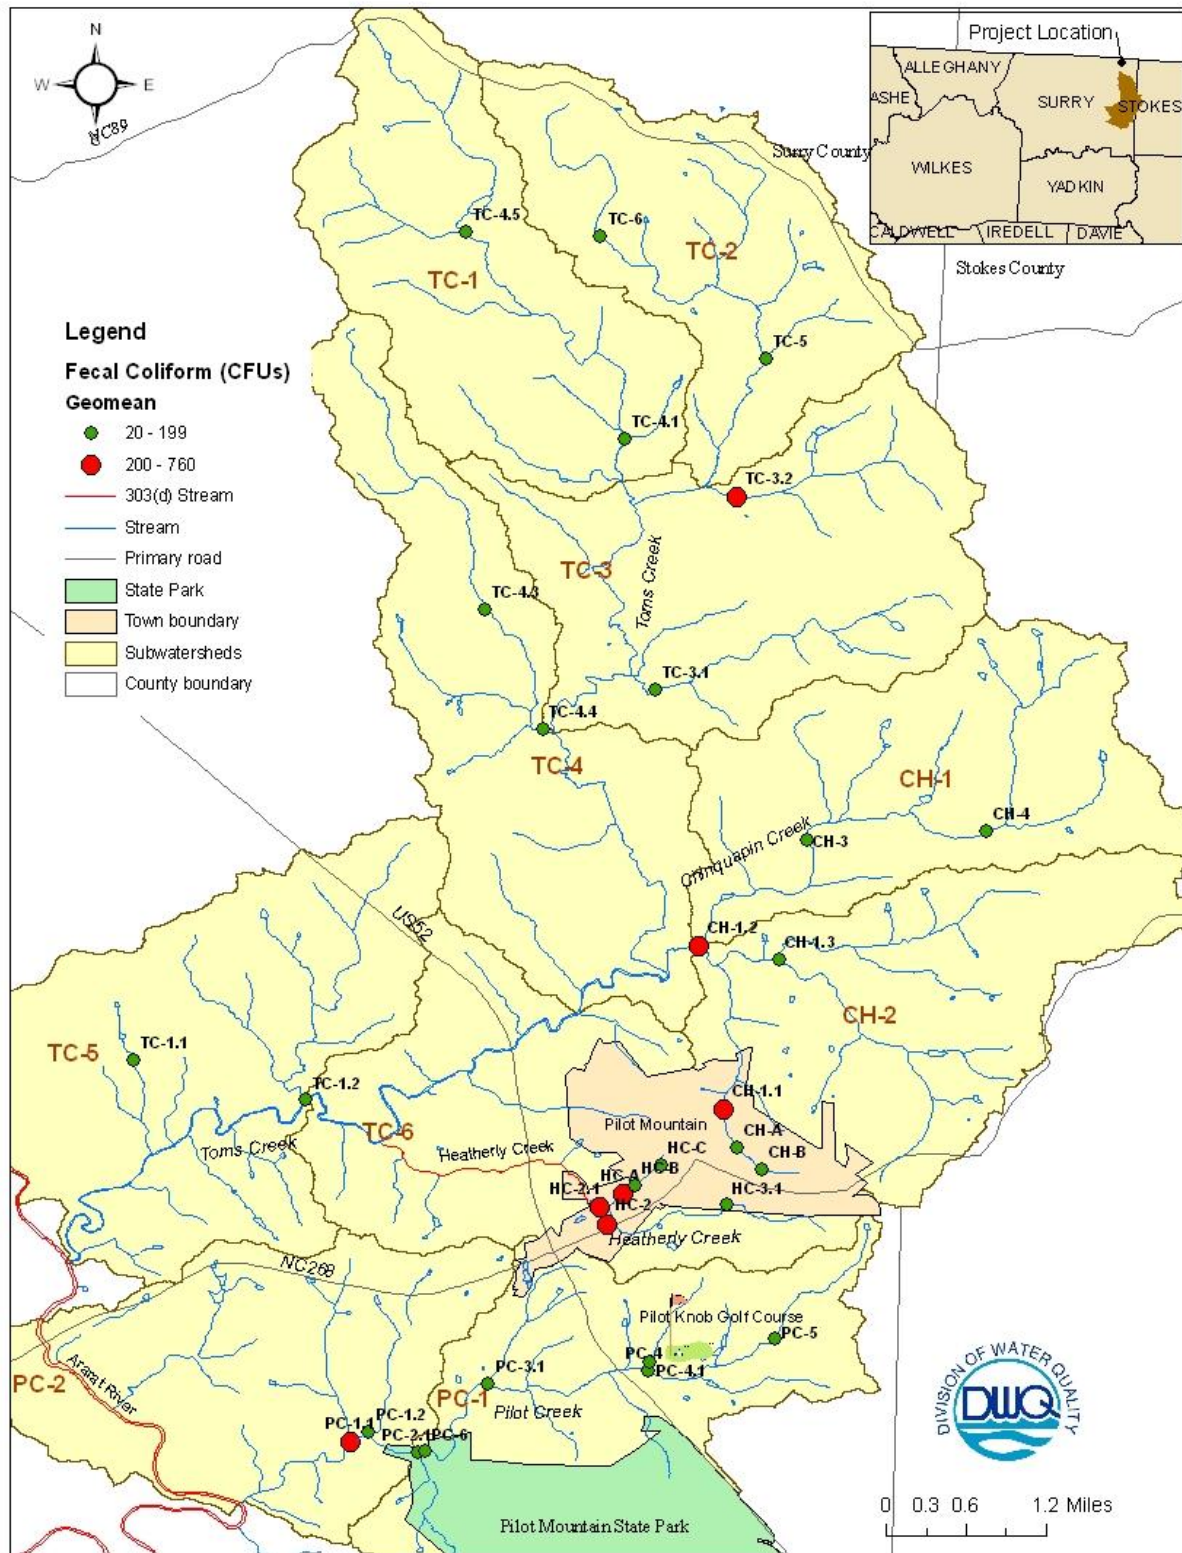 N
W
E
NC89
Project Location
ALLEGHANY
ASHE
SURRY
STOKES
WILKES
YADKIN
CALDWELL
IREDELL
DAVIE
Surry County
Stokes County
TC-4.5
TC-6
TC-2
TC-1
Legend
Fecal Coliform (CFUs)
Geomean
20 - 199
200 - 760
303(d) Stream
Stream
Primary road
State Park
Town boundary
Subwatersheds
County boundary
TC-5
TC-4.1
TC-3.2
TC-3
Toms Creek
TC-4.3
TC-3.1
TC-4.4
TC-4
CH-1
CH-4
CH-3
Chinquapin Creek
US52
CH-1.2
CH-1.3
CH-2
TC-1.1
TC-5
TC-1.2
TC-6
Toms Creek
Heatherly Creek
CH-1.1
Pilot Mountain
CH-A
CH-B
HC-C
HC-B
HC-A
HC-2.1
HC-2
HC-3.1
Heatherly Creek
NC268
Pilot Knob Golf Course
PC-5
PC-4
PC-4.1
PC-3.1
PC-1
Pilot Creek
PC-2
Ararat River
PC-1.1
PC-1.2
PC-2.1
PC-6
Pilot Mountain State Park
DIVISION OF WATER QUALITY
DWQ
0 0.3 0.6 1.2 Miles